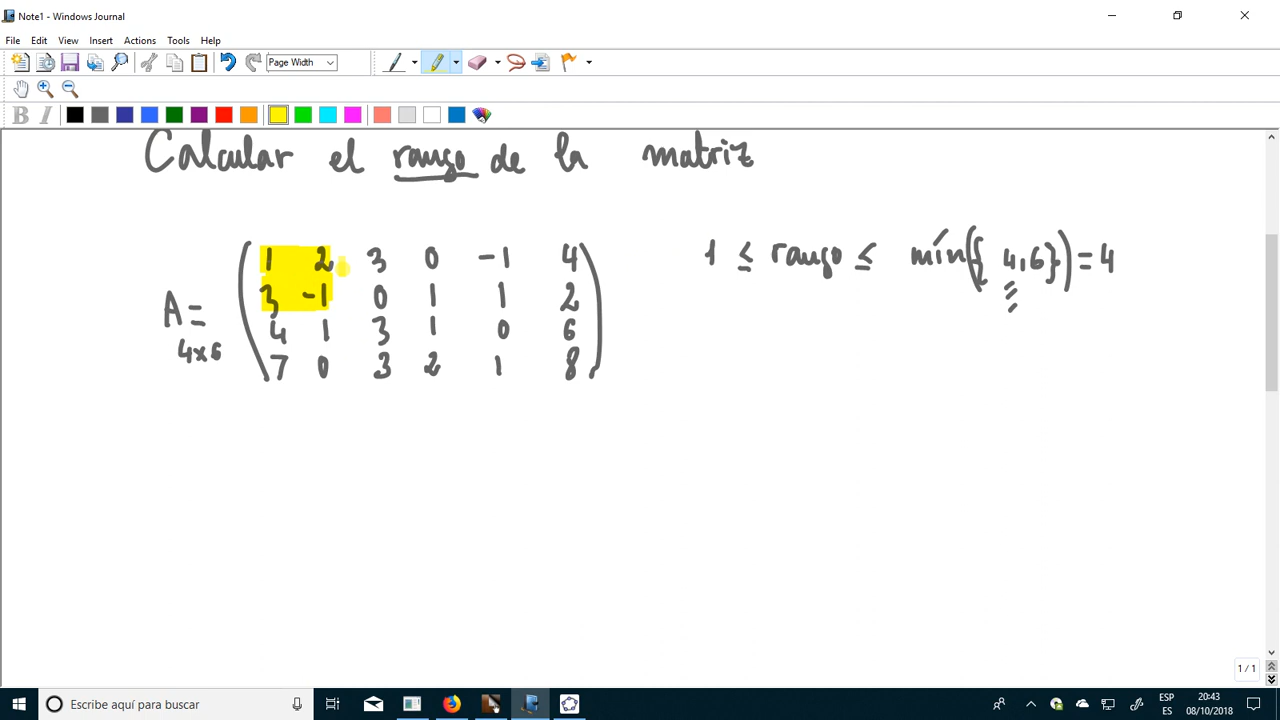 Note1 - Windows Journal
File Edit View Insert Actions Tools Help
Page Width
B I
Calcular el rango de la matriz
1 2 3 0 -1 4
1 ≤ rango ≤ mín({4,6}) = 4
3 -1 0 1 1 2
A =
4 1 3 1 0 6
4x6
7 0 3 2 1 8
1 / 1
Escribe aquí para buscar
ESP 20:43
ES 08/10/2018